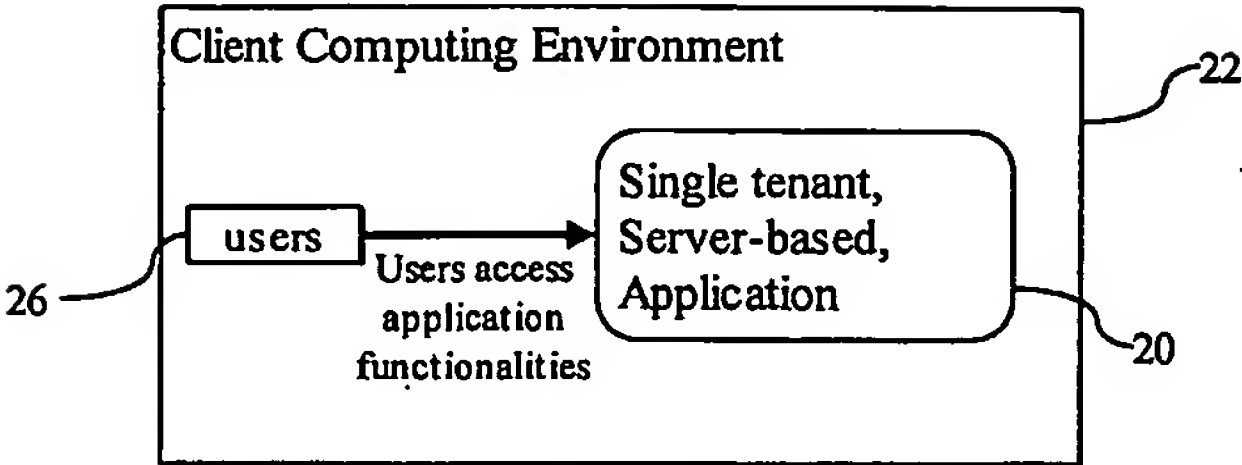 Client Computing Environment
22
Single tenant,
Server-based,
Application
users
Users access
application
functionalities
26
20